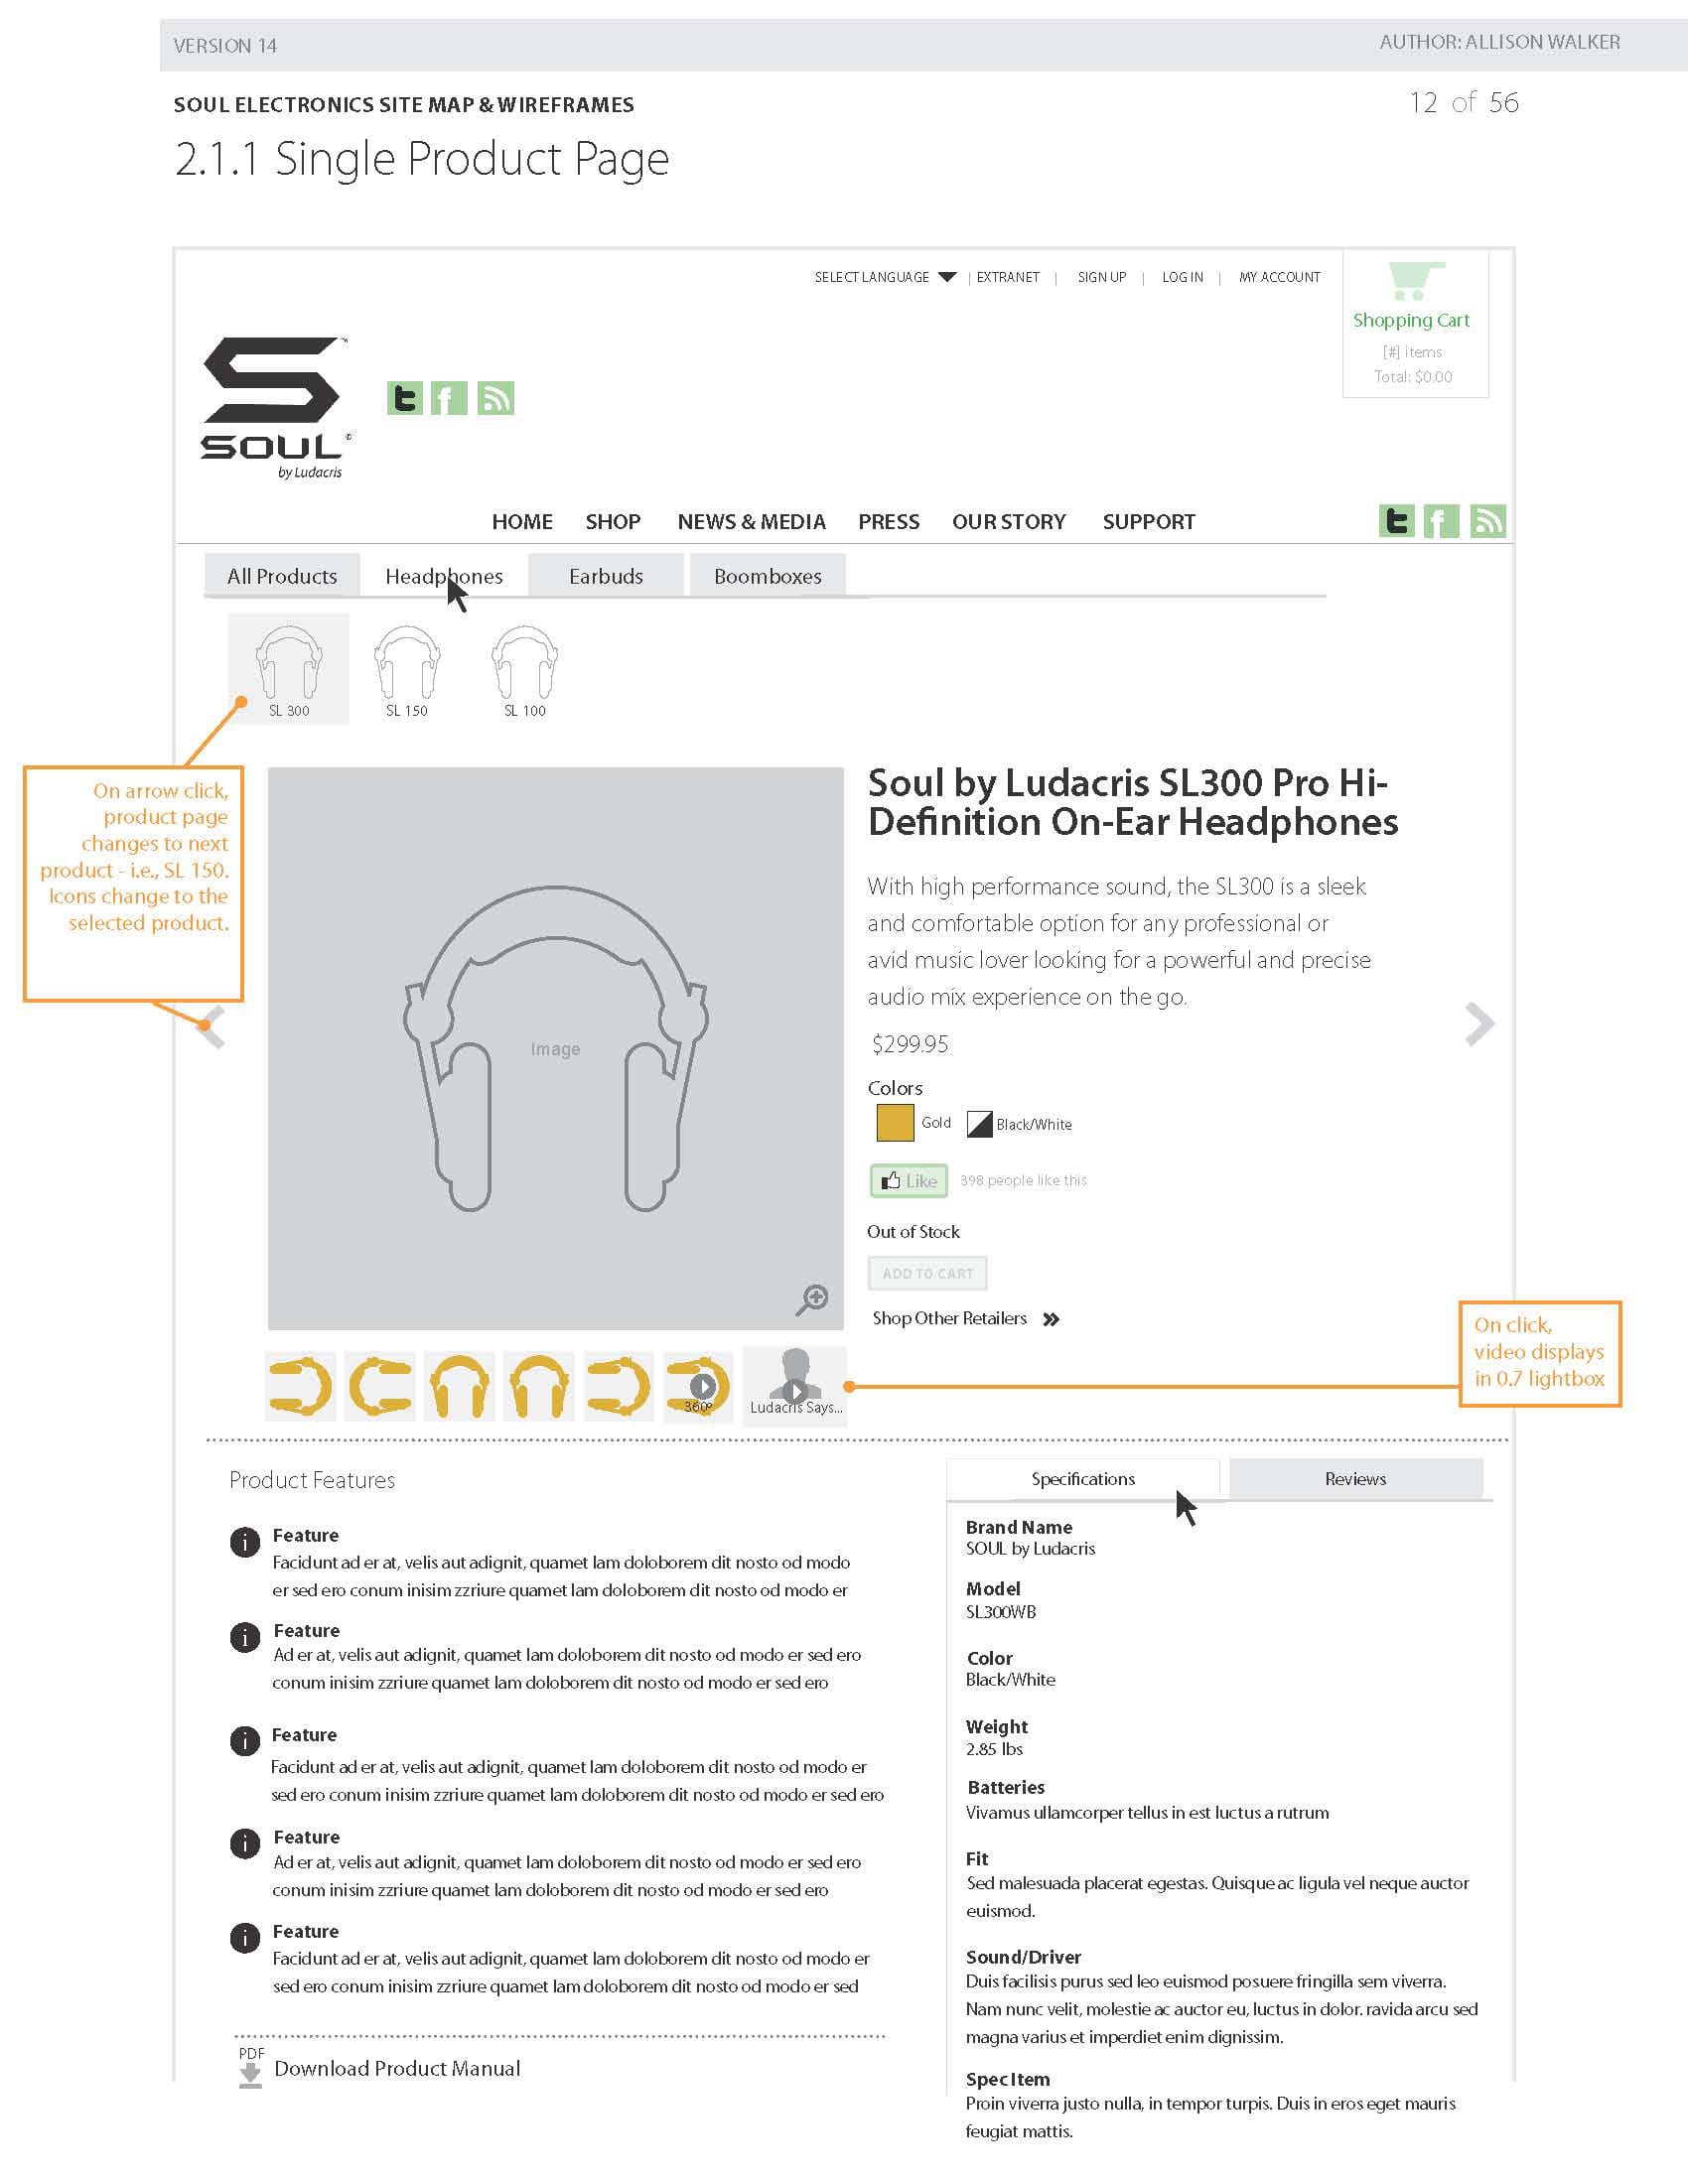 VERSION 14
AUTHOR: ALLISON WALKER
SOUL ELECTRONICS SITE MAP & WIREFRAMES
12 of 56
2.1.1 Single Product Page
SELECT LANGUAGE | EXTRANET | SIGN UP | LOG IN | MY ACCOUNT
Shopping Cart
[#] items
Total: $0.00
SOUL
by Ludacris
HOME SHOP NEWS & MEDIA PRESS OUR STORY SUPPORT
All Products Headphones Earbuds Boomboxes
SL 300 SL 150 SL 100
On arrow click,
product page
changes to next
product - i.e., SL 150.
Icons change to the
selected product.
Image
Soul by Ludacris SL300 Pro Hi-
Definition On-Ear Headphones
With high performance sound, the SL300 is a sleek
and comfortable option for any professional or
avid music lover looking for a powerful and precise
audio mix experience on the go.
$299.95
Colors
Gold Black/White
Like 398 people like this
Out of Stock
ADD TO CART
Shop Other Retailers
On click,
video displays
in 0.7 lightbox
360º
Ludacris Says...
Product Features
Feature
Facidunt ad er at, velis aut adignit, quamet lam doloborem dit nosto od modo
er sed ero conum inisim zzriure quamet lam doloborem dit nosto od modo er
Feature
Ad er at, velis aut adignit, quamet lam doloborem dit nosto od modo er sed ero
conum inisim zzriure quamet lam doloborem dit nosto od modo er sed ero
Feature
Facidunt ad er at, velis aut adignit, quamet lam doloborem dit nosto od modo er
sed ero conum inisim zzriure quamet lam doloborem dit nosto od modo er sed ero
Feature
Ad er at, velis aut adignit, quamet lam doloborem dit nosto od modo er sed ero
conum inisim zzriure quamet lam doloborem dit nosto od modo er sed ero
Feature
Facidunt ad er at, velis aut adignit, quamet lam doloborem dit nosto od modo er
sed ero conum inisim zzriure quamet lam doloborem dit nosto od modo er sed
PDF
Download Product Manual
Specifications Reviews
Brand Name
SOUL by Ludacris
Model
SL300WB
Color
Black/White
Weight
2.85 lbs
Batteries
Vivamus ullamcorper tellus in est luctus a rutrum
Fit
Sed malesuada placerat egestas. Quisque ac ligula vel neque auctor
euismod.
Sound/Driver
Duis facilisis purus sed leo euismod posuere fringilla sem viverra.
Nam nunc velit, molestie ac auctor eu, luctus in dolor. ravida arcu sed
magna varius et imperdiet enim dignissim.
Spec Item
Proin viverra justo nulla, in tempor turpis. Duis in eros eget mauris
feugiat mattis.